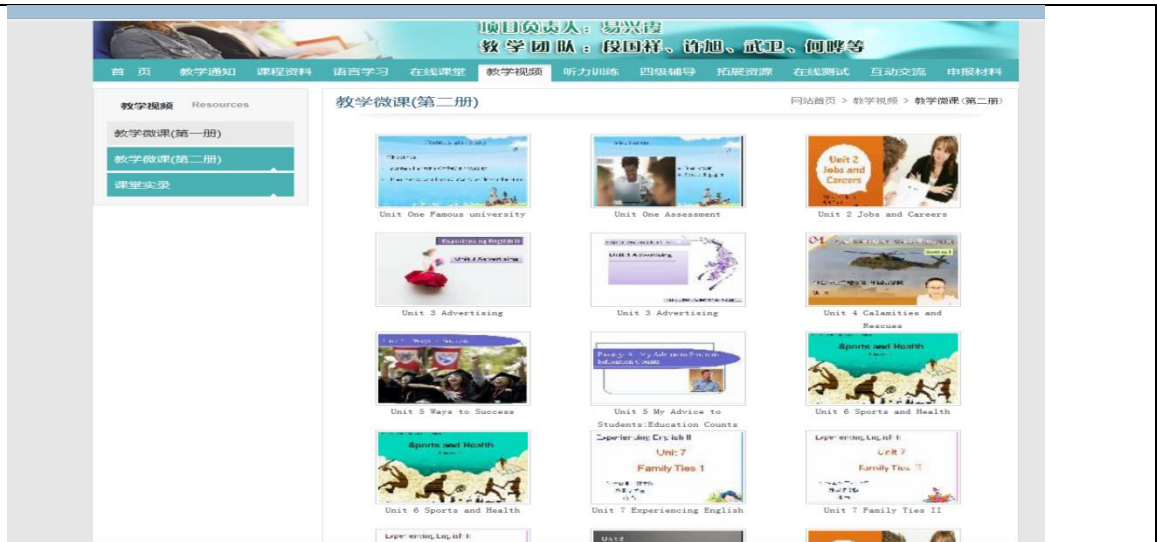 项目负责人：易兴霞
教学团队：段国祥、许旭、武卫、何晔等
首 页 教学通知 课程资料 语言学习 在线课堂 教学视频 听力训练 四级辅导 拓展资源 在线测试 互动交流 申报材料
教学视频 Resources
教学微课(第一册)
教学微课(第二册)
课堂实录
教学微课(第二册)
网站首页 > 教学视频 > 教学微课(第二册)
Unit One Famous university
Unit One Assessment
Unit 2
Jobs and
Careers
Unit 2 Jobs and Careers
Experiencing English II
Unit 3 Advertising
Unit 3 Advertising
Unit 3 Advertising
Unit 3 Advertising
Unit 4 Calamities and
Rescues
Unit 5 Ways to Success
Unit 5 My Advice to
Students:Education Counts
Sports and Health
Unit 6 Sports and Health
Sports and Health
Unit 6 Sports and Health
Experiencing English II
Unit 7
Family Ties 1
Unit 7 Experiencing English
Experiencing English II
Unit 7
Family Ties II
Unit 7 Family Ties II
Experiencing English II
Unit 2